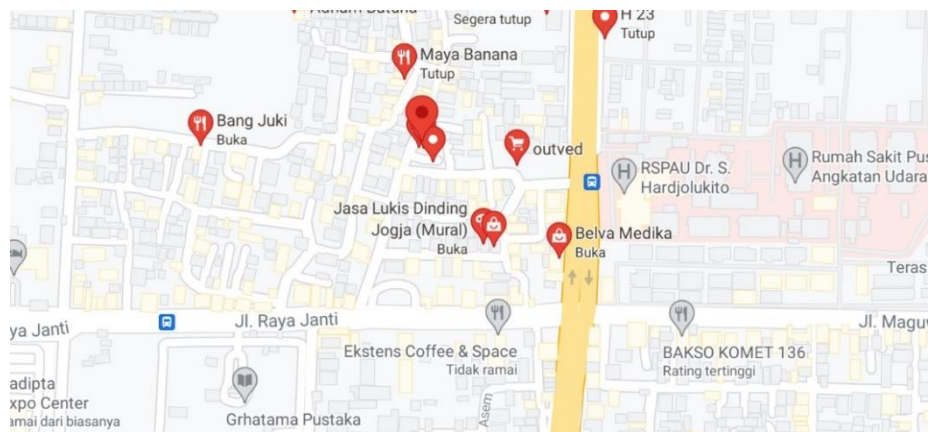 Segera tutup
H 23
Tutup
Maya Banana
Tutup
Bang Juki
Buka
outved
RSPAU Dr. S.
Hardjolukito
Rumah Sakit Pus
Angkatan Udara
Jasa Lukis Dinding
Jogja (Mural)
Buka
Belva Medika
Buka
Teras
ya Janti
Jl. Raya Janti
Jl. Maguw
Ekstens Coffee & Space
Tidak ramai
BAKSO KOMET 136
Rating tertinggi
adipta
xpo Center
amai dari biasanya
Grhatama Pustaka
Asem